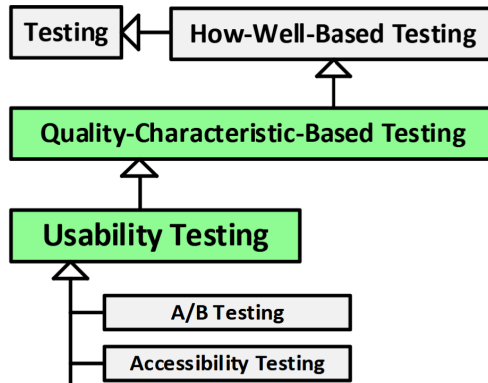 Testing
How-Well-Based Testing
Quality-Characteristic-Based Testing
Usability Testing
A/B Testing
Accessibility Testing